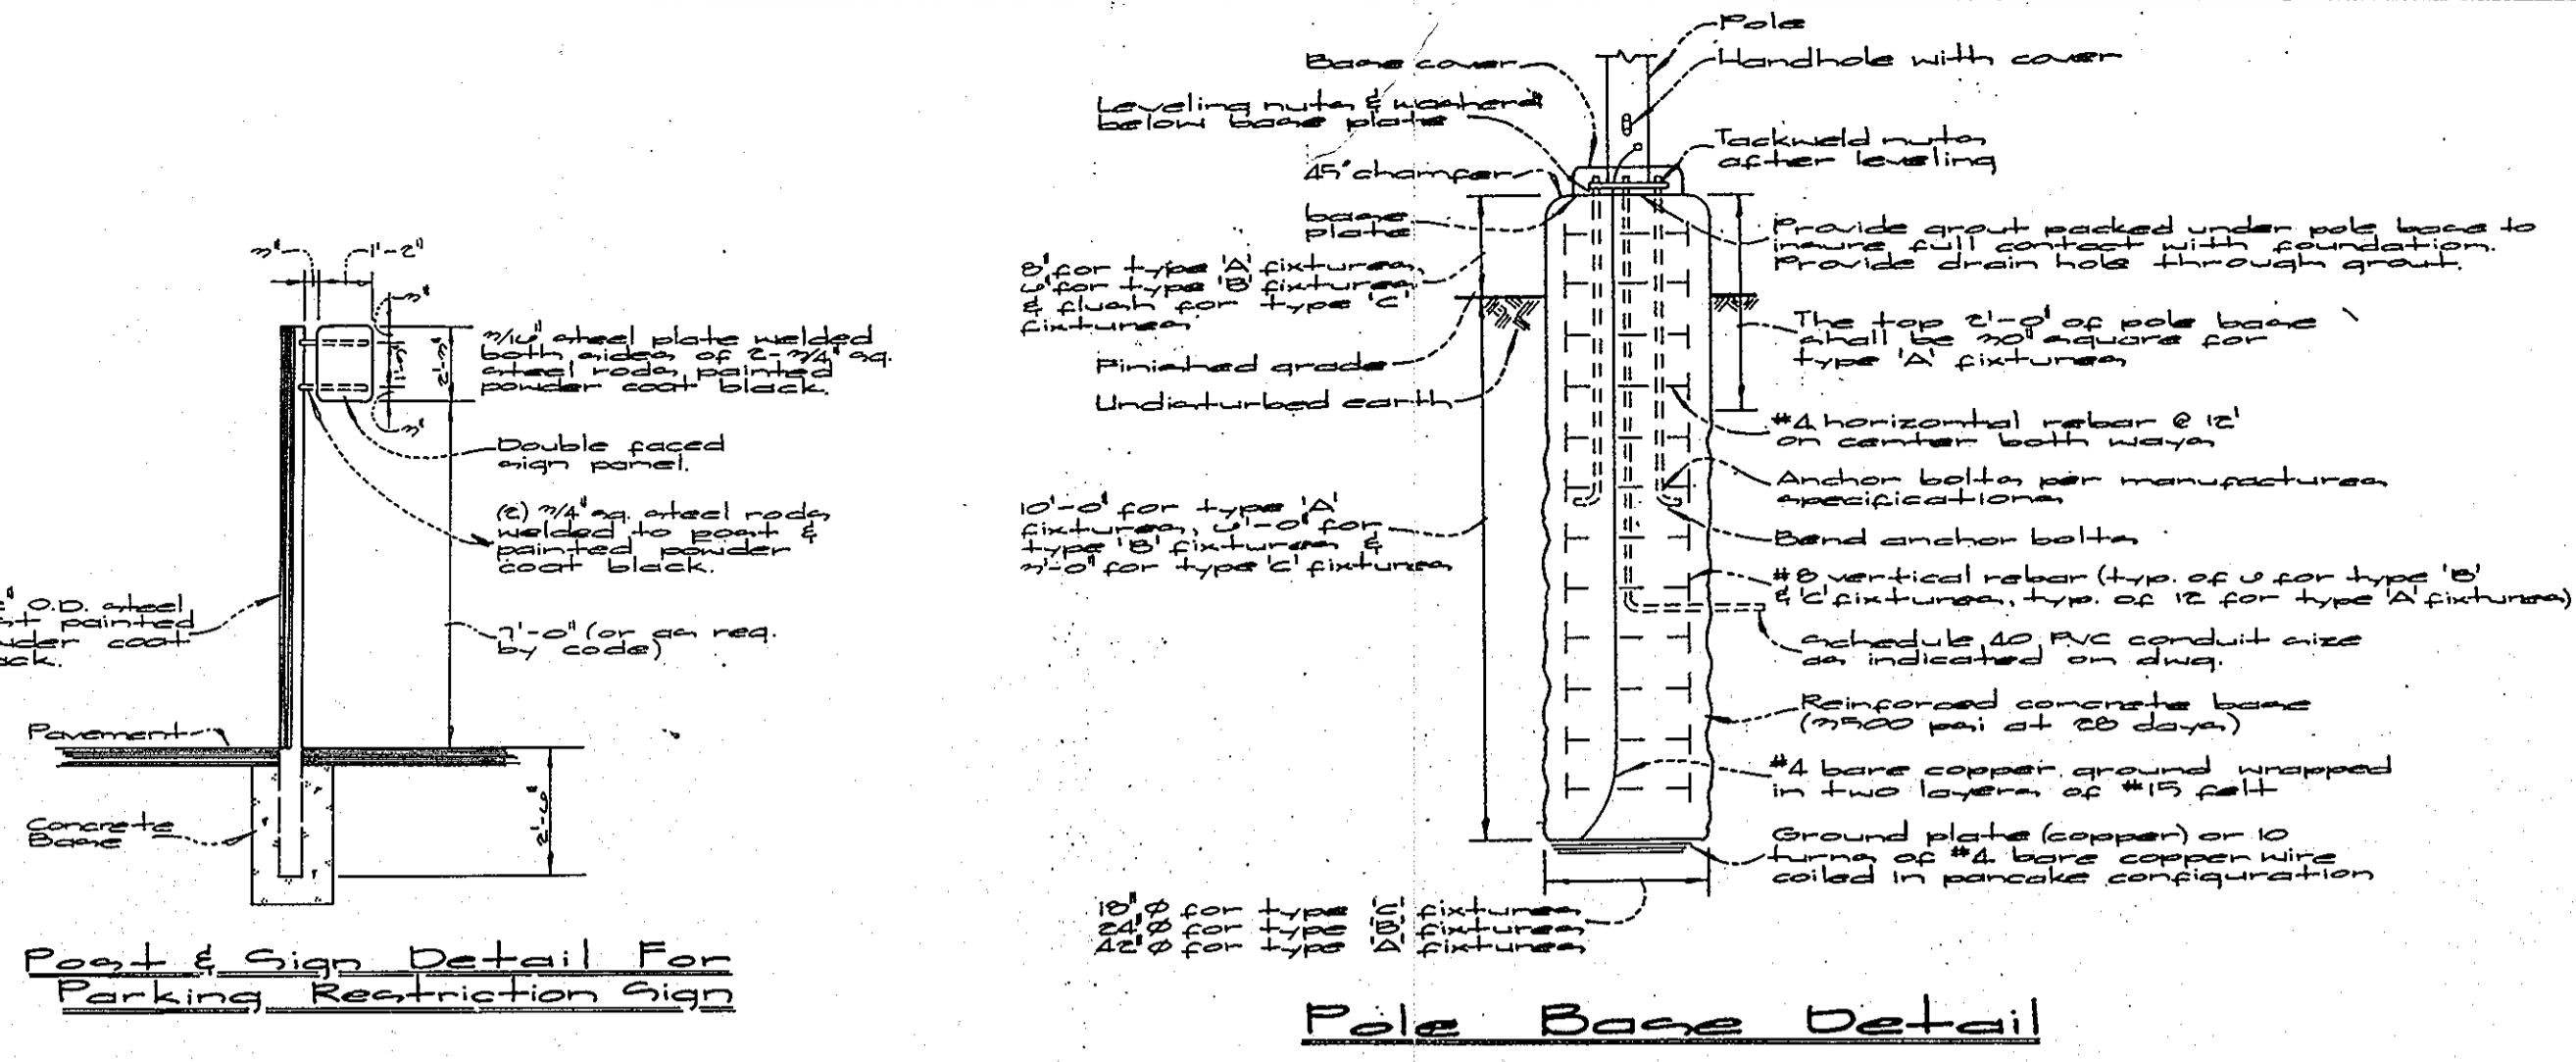 3"
1'-2"
3"
1'-3"
3"
3/16" steel plate welded
both sides of 2-3/4" sq.
steel rods painted
powder coat black.
Double faced
sign panel.
(2) 3/4" sq. steel rods
welded to post &
painted powder
coat black.
O.D. steel
painted
coat
7'-0" (or as req.
by code)
Pavement
Concrete
Base
2'-6"
Post & Sign Detail For
Parking Restriction Sign
Pole
Handhole with cover
Base cover
Leveling nuts & washers
below base plate
Tackweld nuts
after leveling
45° chamfer
base
plate
Provide grout packed under pole base to
insure full contact with foundation.
Provide drain hole through grout.
8" for type 'A' fixtures
6" for type 'B' fixtures
& flush for type 'C'
fixtures
The top 2'-0" of pole base
shall be 30" square for
type 'A' fixtures
Finished grade
Undisturbed earth
#4 horizontal rebar @ 12"
on center both ways
Anchor bolts per manufactures
specifications
10'-0" for type 'A'
fixtures, 6'-0" for
type 'B' fixtures &
3'-0" for type 'C' fixtures
Bend anchor bolts
#8 vertical rebar (typ. of 6 for type 'B'
& 'C' fixtures, typ. of 12 for type 'A' fixtures)
Schedule 40 PVC conduit size
as indicated on dwg.
Reinforced concrete base
(3500 psi at 28 days)
#4 bare copper ground wrapped
in two layers of #15 felt
Ground plate (copper) or 10
turns of #4 bare copper wire
coiled in pancake configuration
18"Ø for type 'C' fixtures
24"Ø for type 'B' fixtures
42"Ø for type 'A' fixtures
Pole Base Detail